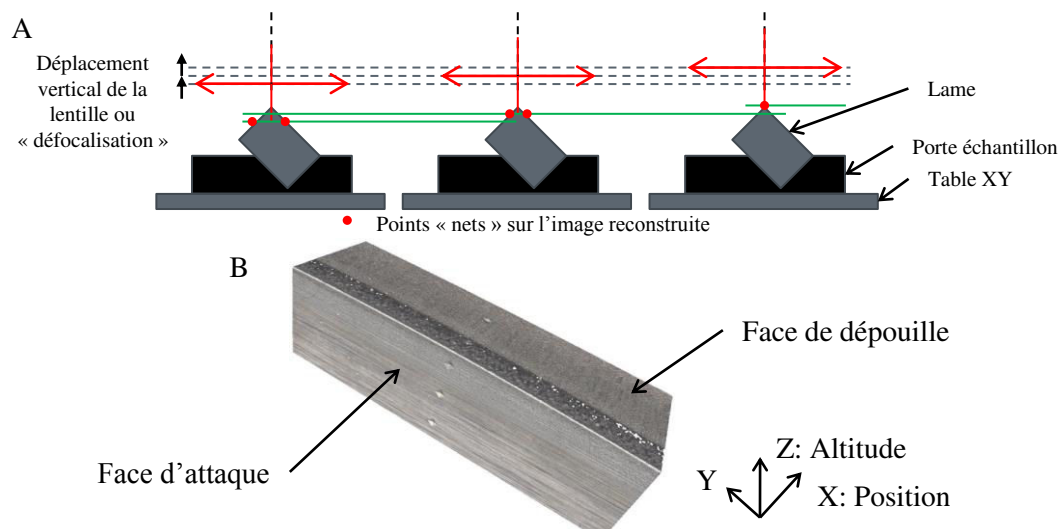 A
Déplacement
vertical de la
lentille ou
« défocalisation »
Lame
Porte échantillon
Table XY
Points « nets » sur l'image reconstruite
B
Face de dépouille
Face d'attaque
Z: Altitude
Y
X: Position